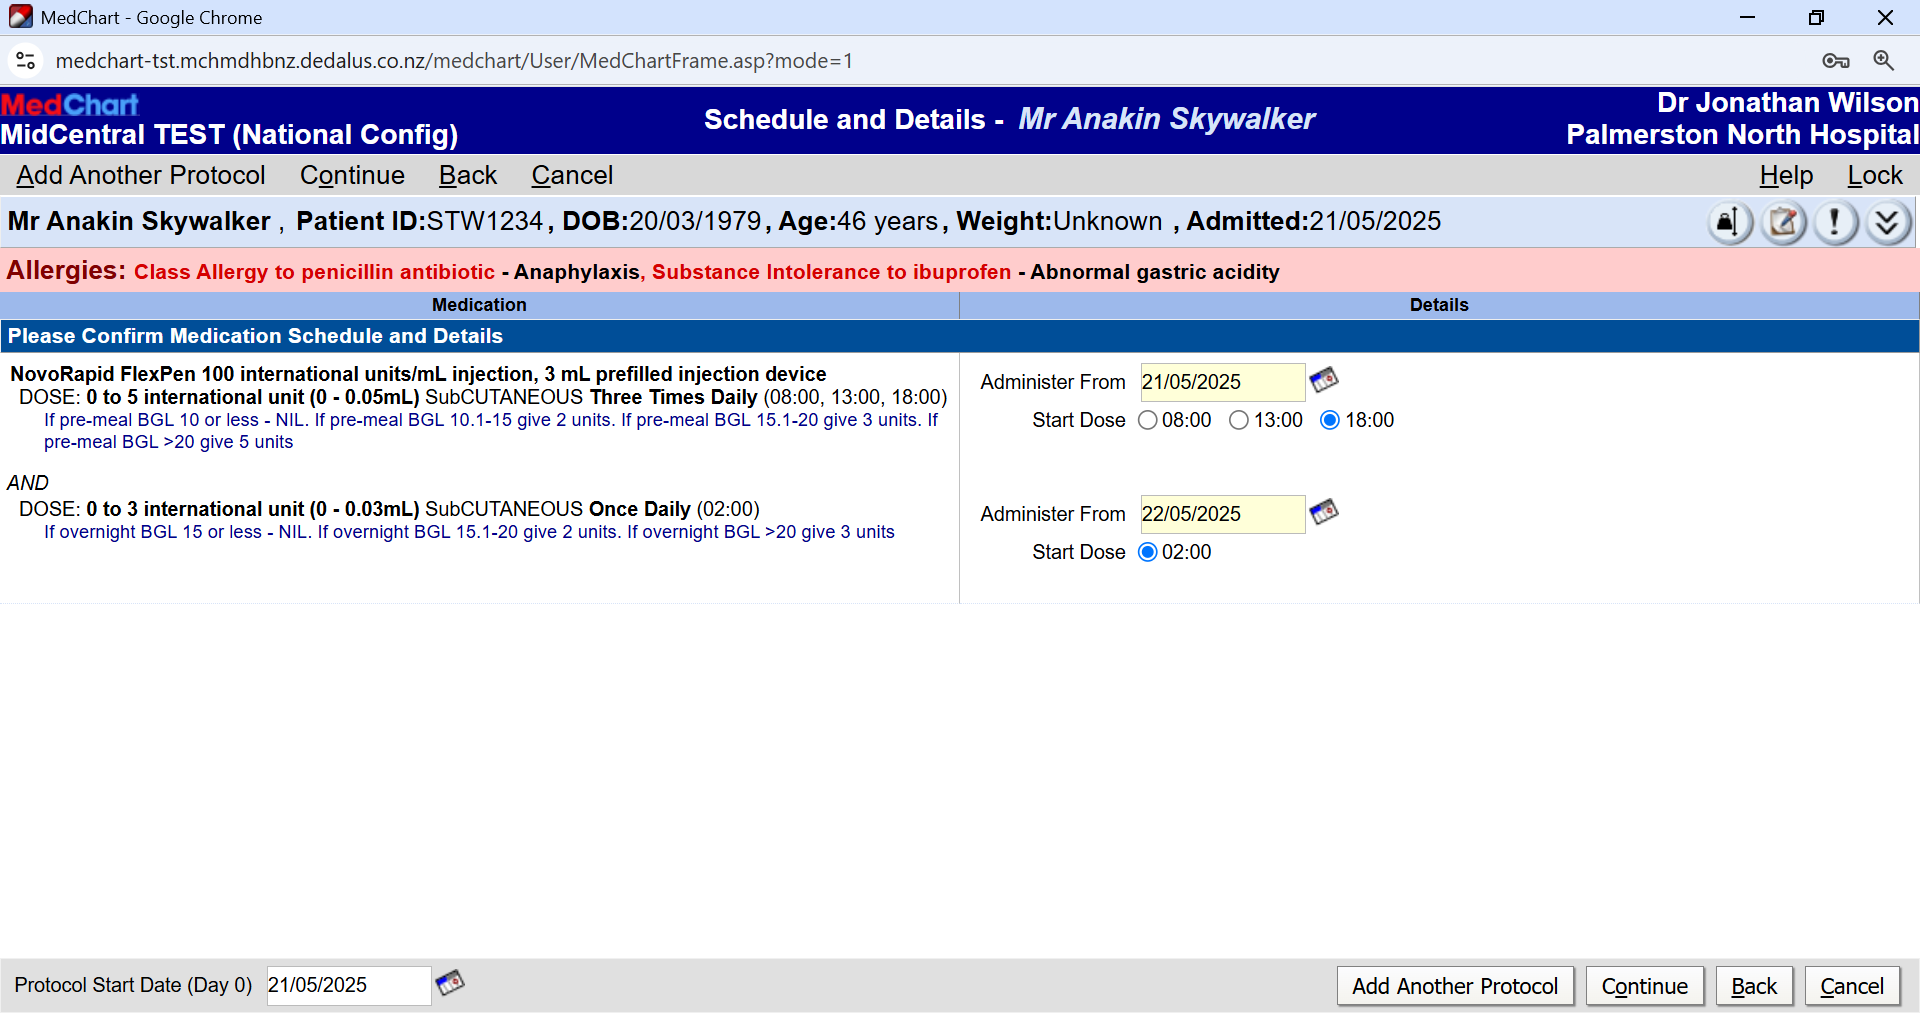 MedChart - Google Chrome
medchart-tst.mchmdhbnz.dedalus.co.nz/medchart/User/MedChartFrame.asp?mode=1
MedChart
MidCentral TEST (National Config)
Schedule and Details - Mr Anakin Skywalker
Dr Jonathan Wilson
Palmerston North Hospital
Add Another Protocol Continue Back Cancel Help Lock
Mr Anakin Skywalker , Patient ID:STW1234, DOB:20/03/1979, Age:46 years, Weight:Unknown , Admitted:21/05/2025
Allergies: Class Allergy to penicillin antibiotic - Anaphylaxis, Substance Intolerance to ibuprofen - Abnormal gastric acidity
Medication Details
Please Confirm Medication Schedule and Details
NovoRapid FlexPen 100 international units/mL injection, 3 mL prefilled injection device
DOSE: 0 to 5 international unit (0 - 0.05mL) SubCUTANEOUS Three Times Daily (08:00, 13:00, 18:00)
If pre-meal BGL 10 or less - NIL. If pre-meal BGL 10.1-15 give 2 units. If pre-meal BGL 15.1-20 give 3 units. If
pre-meal BGL >20 give 5 units
Administer From 21/05/2025
Start Dose 08:00 13:00 18:00
AND
DOSE: 0 to 3 international unit (0 - 0.03mL) SubCUTANEOUS Once Daily (02:00)
If overnight BGL 15 or less - NIL. If overnight BGL 15.1-20 give 2 units. If overnight BGL >20 give 3 units
Administer From 22/05/2025
Start Dose 02:00
Protocol Start Date (Day 0) 21/05/2025
Add Another Protocol Continue Back Cancel